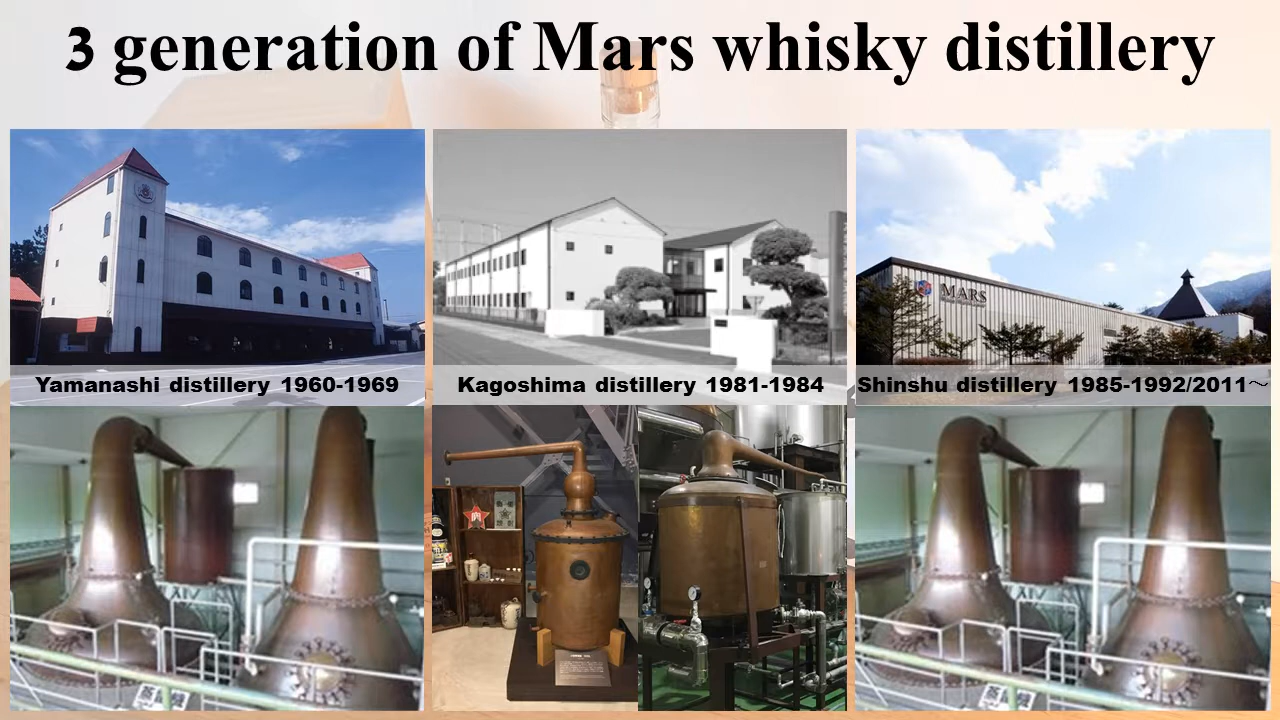 3 generation of Mars whisky distillery
MARS
Yamanashi distillery 1960-1969
Kagoshima distillery 1981-1984
Shinshu distillery 1985-1992/2011～